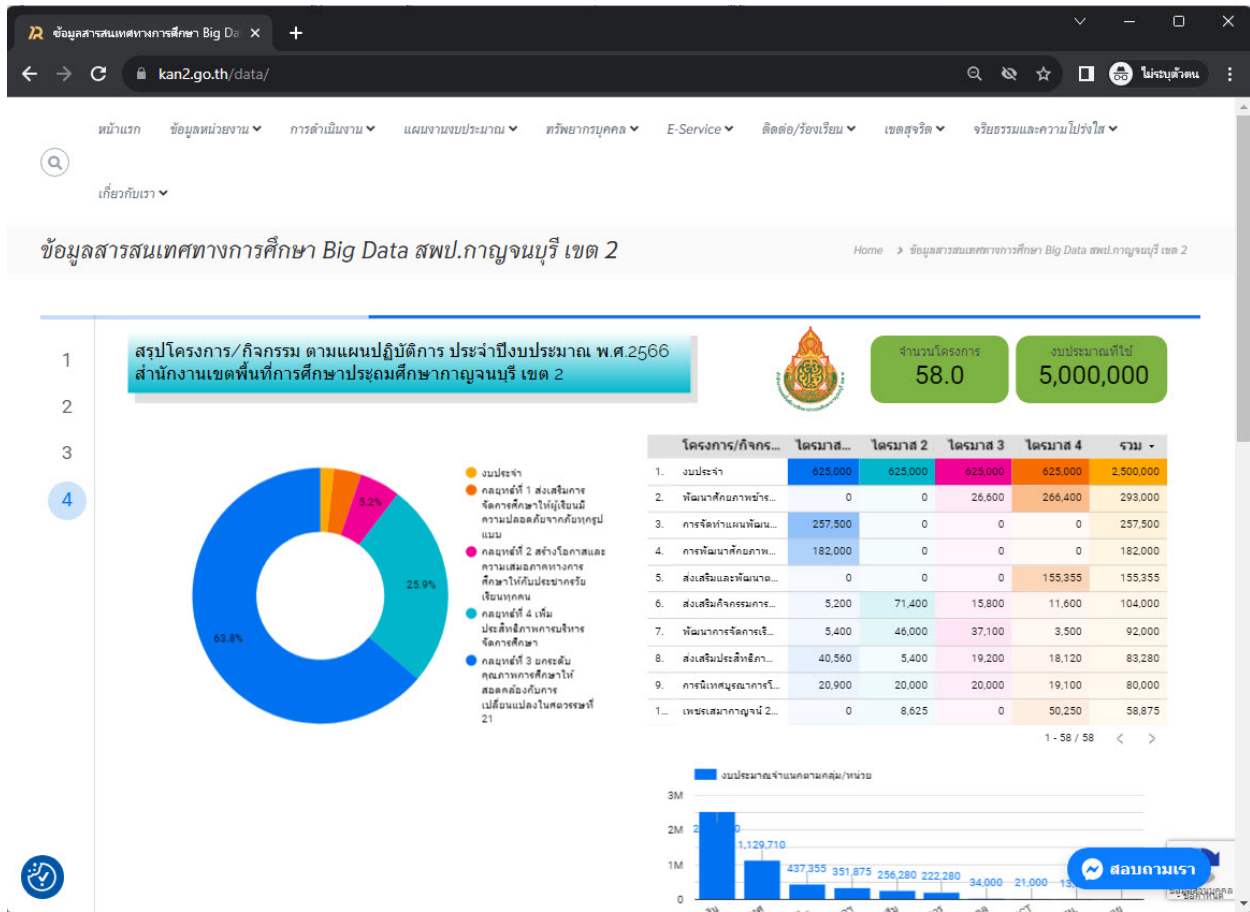 ข้อมูลสารสนเทศทางการศึกษา Big Da
kan2.go.th/data/
ไม่ระบุตัวตน
หน้าแรก ข้อมูลหน่วยงาน การดำเนินงาน แผนงานงบประมาณ ทรัพยากรบุคคล E-Service ติดต่อ/ร้องเรียน เขตสุจริต จริยธรรมและความโปร่งใส
เกี่ยวกับเรา
ข้อมูลสารสนเทศทางการศึกษา Big Data สพป.กาญจนบุรี เขต 2
Home > ข้อมูลสารสนเทศทางการศึกษา Big Data สพป.กาญจนบุรี เขต 2
1
2
3
4
สรุปโครงการ/กิจกรรม ตามแผนปฏิบัติการ ประจำปีงบประมาณ พ.ศ.2566
สำนักงานเขตพื้นที่การศึกษาประถมศึกษากาญจนบุรี เขต 2
จำนวนโครงการ
58.0
งบประมาณที่ใช้
5,000,000
5.2%
25.9%
63.8%
งบประจำ
กลยุทธ์ที่ 1 ส่งเสริมการ
จัดการศึกษาให้ผู้เรียนมี
ความปลอดภัยจากภัยทุกรูป
แบบ
กลยุทธ์ที่ 2 สร้างโอกาสและ
ความเสมอภาคทางการ
ศึกษาให้กับประชากรวัย
เรียนทุกคน
กลยุทธ์ที่ 4 เพิ่ม
ประสิทธิภาพการบริหาร
จัดการศึกษา
กลยุทธ์ที่ 3 ยกระดับ
คุณภาพการศึกษาให้
สอดคล้องกับการ
เปลี่ยนแปลงในศตวรรษที่
21
โครงการ/กิจกร... ไตรมาส... ไตรมาส 2 ไตรมาส 3 ไตรมาส 4 รวม
1. งบประจำ 625,000 625,000 625,000 625,000 2,500,000
2. พัฒนาศักยภาพข้าร... 0 0 26,600 266,400 293,000
3. การจัดทำแผนพัฒน... 257,500 0 0 0 257,500
4. การพัฒนาศักยภาพ... 182,000 0 0 0 182,000
5. ส่งเสริมและพัฒนาต... 0 0 0 155,355 155,355
6. ส่งเสริมกิจกรรมการ... 5,200 71,400 15,800 11,600 104,000
7. พัฒนาการจัดการเรี... 5,400 46,000 37,100 3,500 92,000
8. ส่งเสริมประสิทธิภา... 40,560 5,400 19,200 18,120 83,280
9. การนิเทศบูรณาการโ... 20,900 20,000 20,000 19,100 80,000
1... เพชรเสมากาญจน์ 2... 0 8,625 0 50,250 58,875
1 - 58 / 58 < >
งบประมาณจำแนกตามกลุ่ม/หน่วย
3M
2M
1M
0
1,129,710
437,355 351,875 256,280 222,280 34,000 21,000
สอบถามเรา